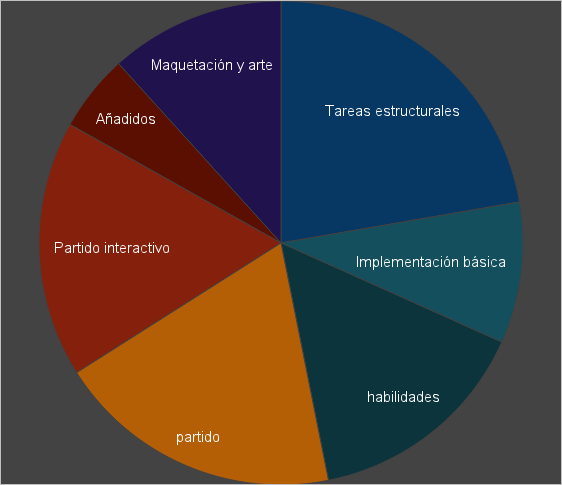 Maquetación y arte
Tareas estructurales
Añadidos
Partido interactivo
Implementación básica
habilidades
partido